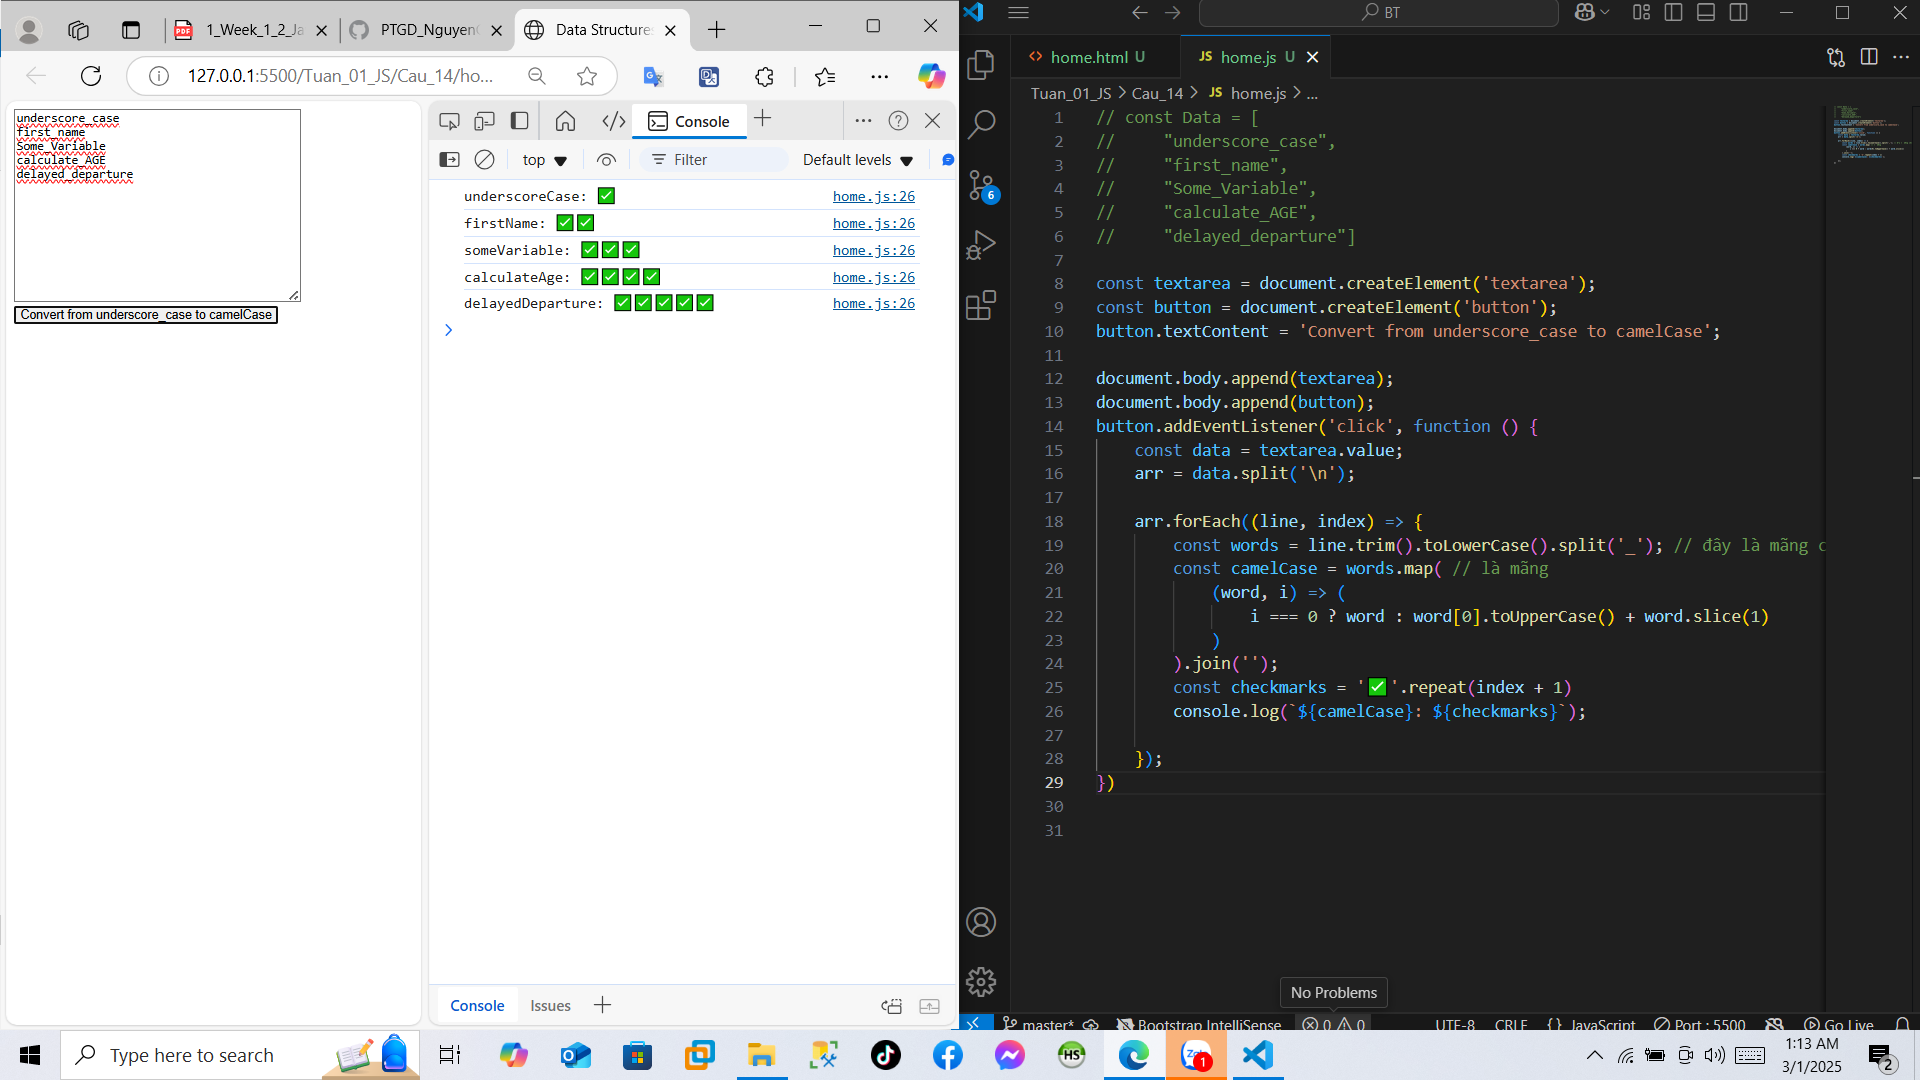 1_Week_1_2_Ja
PTGD_Nguyen
Data Structures
127.0.0.1:5500/Tuan_01_JS/Cau_14/ho...
underscore_case
first_name
Some_Variable
calculate_AGE
delayed_departure
Convert from underscore_case to camelCase
Console
top
Filter
Default levels
underscoreCase: ✅ home.js:26
firstName: ✅✅ home.js:26
someVariable: ✅✅✅ home.js:26
calculateAge: ✅✅✅✅ home.js:26
delayedDeparture: ✅✅✅✅✅ home.js:26
Console Issues
BT
home.html U
JS home.js U
Tuan_01_JS > Cau_14 > JS home.js > ...
1 // const Data = [
2 //     "underscore_case",
3 //     "first_name",
4 //     "Some_Variable",
5 //     "calculate_AGE",
6 //     "delayed_departure"]
7
8 const textarea = document.createElement('textarea');
9 const button = document.createElement('button');
10 button.textContent = 'Convert from underscore_case to camelCase';
11
12 document.body.append(textarea);
13 document.body.append(button);
14 button.addEventListener('click', function () {
15     const data = textarea.value;
16     arr = data.split('\n');
17
18     arr.forEach((line, index) => {
19         const words = line.trim().toLowerCase().split('_'); // đây là mãng c
20         const camelCase = words.map( // là mãng
21             (word, i) => (
22                 i === 0 ? word : word[0].toUpperCase() + word.slice(1)
23             )
24         ).join('');
25         const checkmarks = '✅'.repeat(index + 1)
26         console.log(`${camelCase}: ${checkmarks}`);
27
28     });
29 })
30
31
6
No Problems
master* Bootstrap IntelliSense 0 0 UTF-8 CRLF {} JavaScript Port : 5500 Go Live
Type here to search
HS
1
1:13 AM
3/1/2025
2